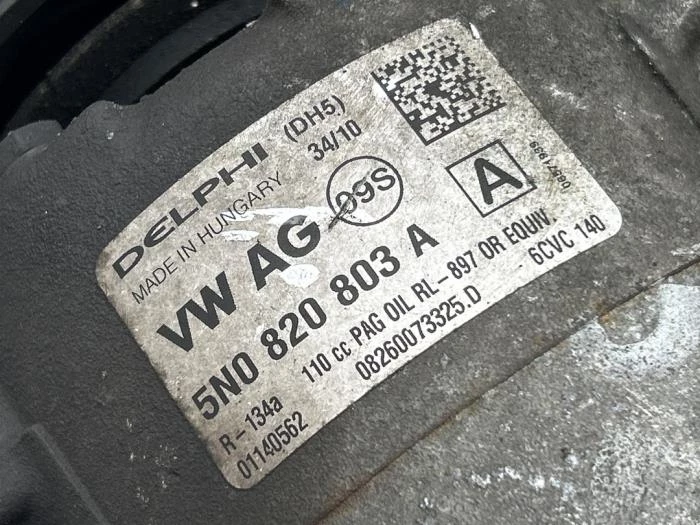 DELPHI (DH5)
MADE IN HUNGARY 34/10
VW AG 09S A
5N0 820 803 A
R-134a 110 cc PAG OIL RL-897 OR EQUIV.
01140562 08260073325.D 6CVC 140